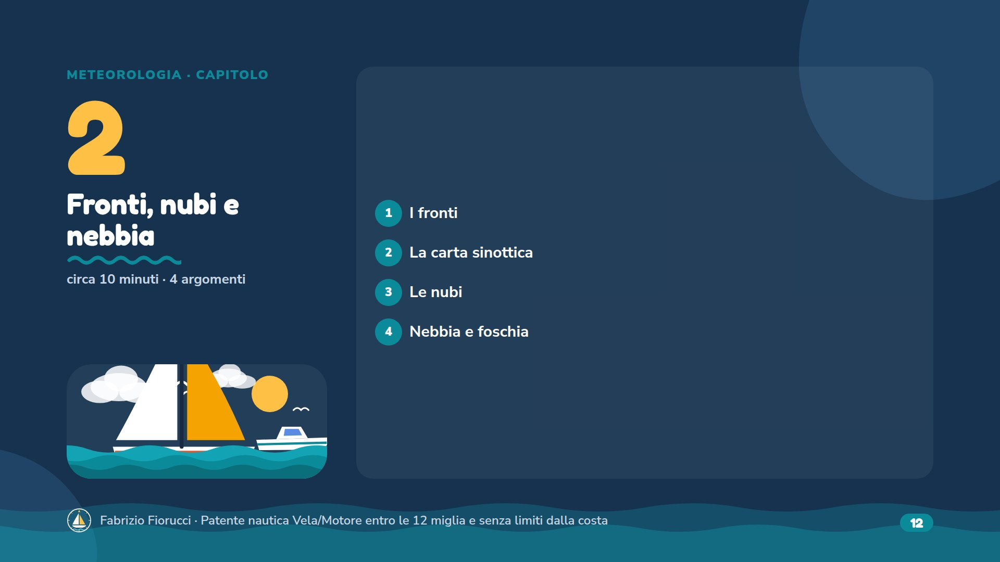 METEOROLOGIA · CAPITOLO
2
Fronti, nubi e
nebbia
circa 10 minuti · 4 argomenti
1 I fronti
2 La carta sinottica
3 Le nubi
4 Nebbia e foschia
Fabrizio Fiorucci · Patente nautica Vela/Motore entro le 12 miglia e senza limiti dalla costa
12